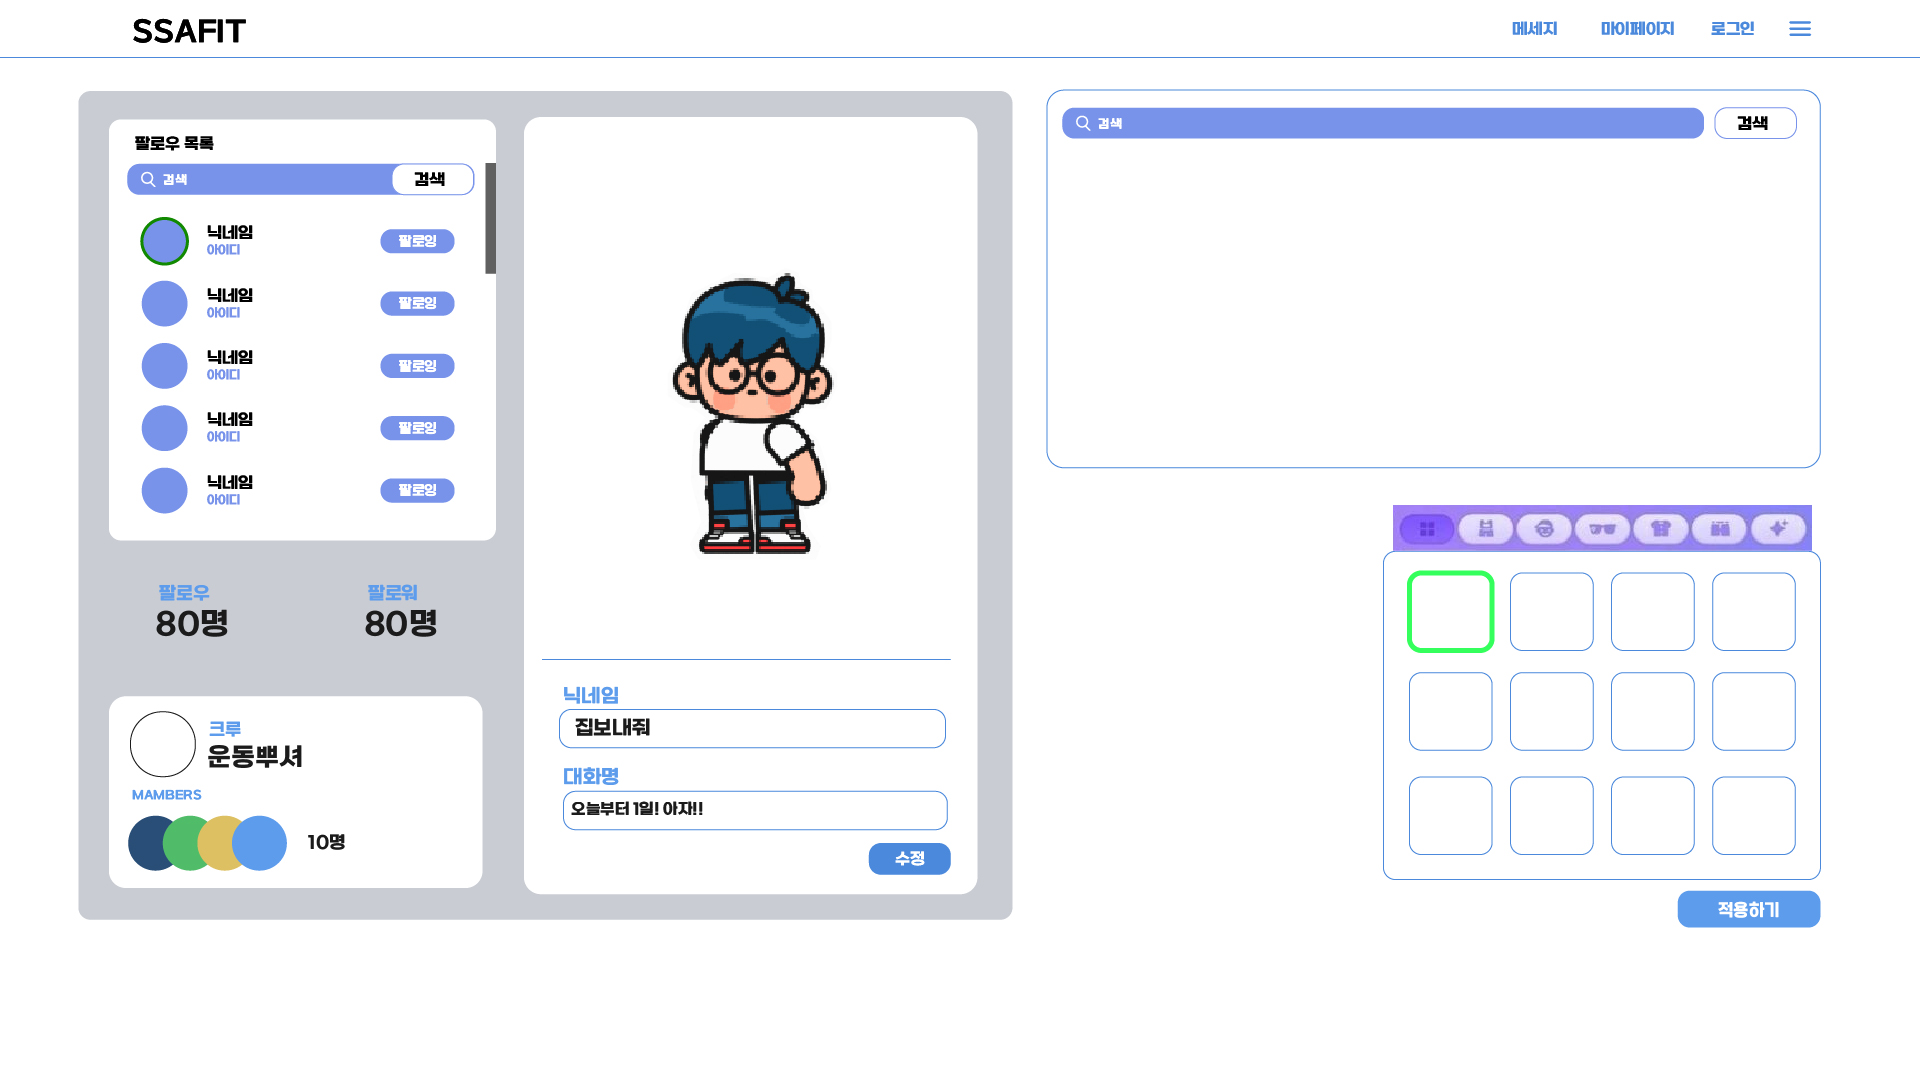 SSAFIT
메세지 마이페이지 로그인
팔로우 목록
검색 검색
닉네임
아이디
팔로잉
닉네임
아이디
팔로잉
닉네임
아이디
팔로잉
닉네임
아이디
팔로잉
닉네임
아이디
팔로잉
팔로우
80명
팔로워
80명
크루
운동뿌셔
MAMBERS
10명
닉네임
집보내줘
대화명
오늘부터 1일! 아자!!
수정
검색 검색
적용하기